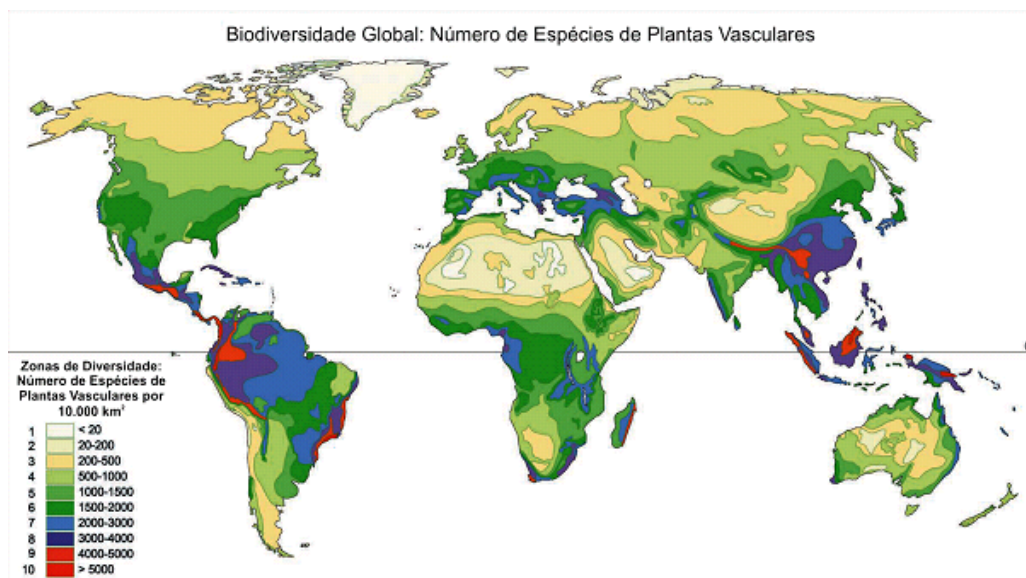 Biodiversidade Global: Número de Espécies de Plantas Vasculares
Zonas de Diversidade:
Número de Espécies de
Plantas Vasculares por
10.000 km²
1 < 20
2 20-200
3 200-500
4 500-1000
5 1000-1500
6 1500-2000
7 2000-3000
8 3000-4000
9 4000-5000
10 > 5000